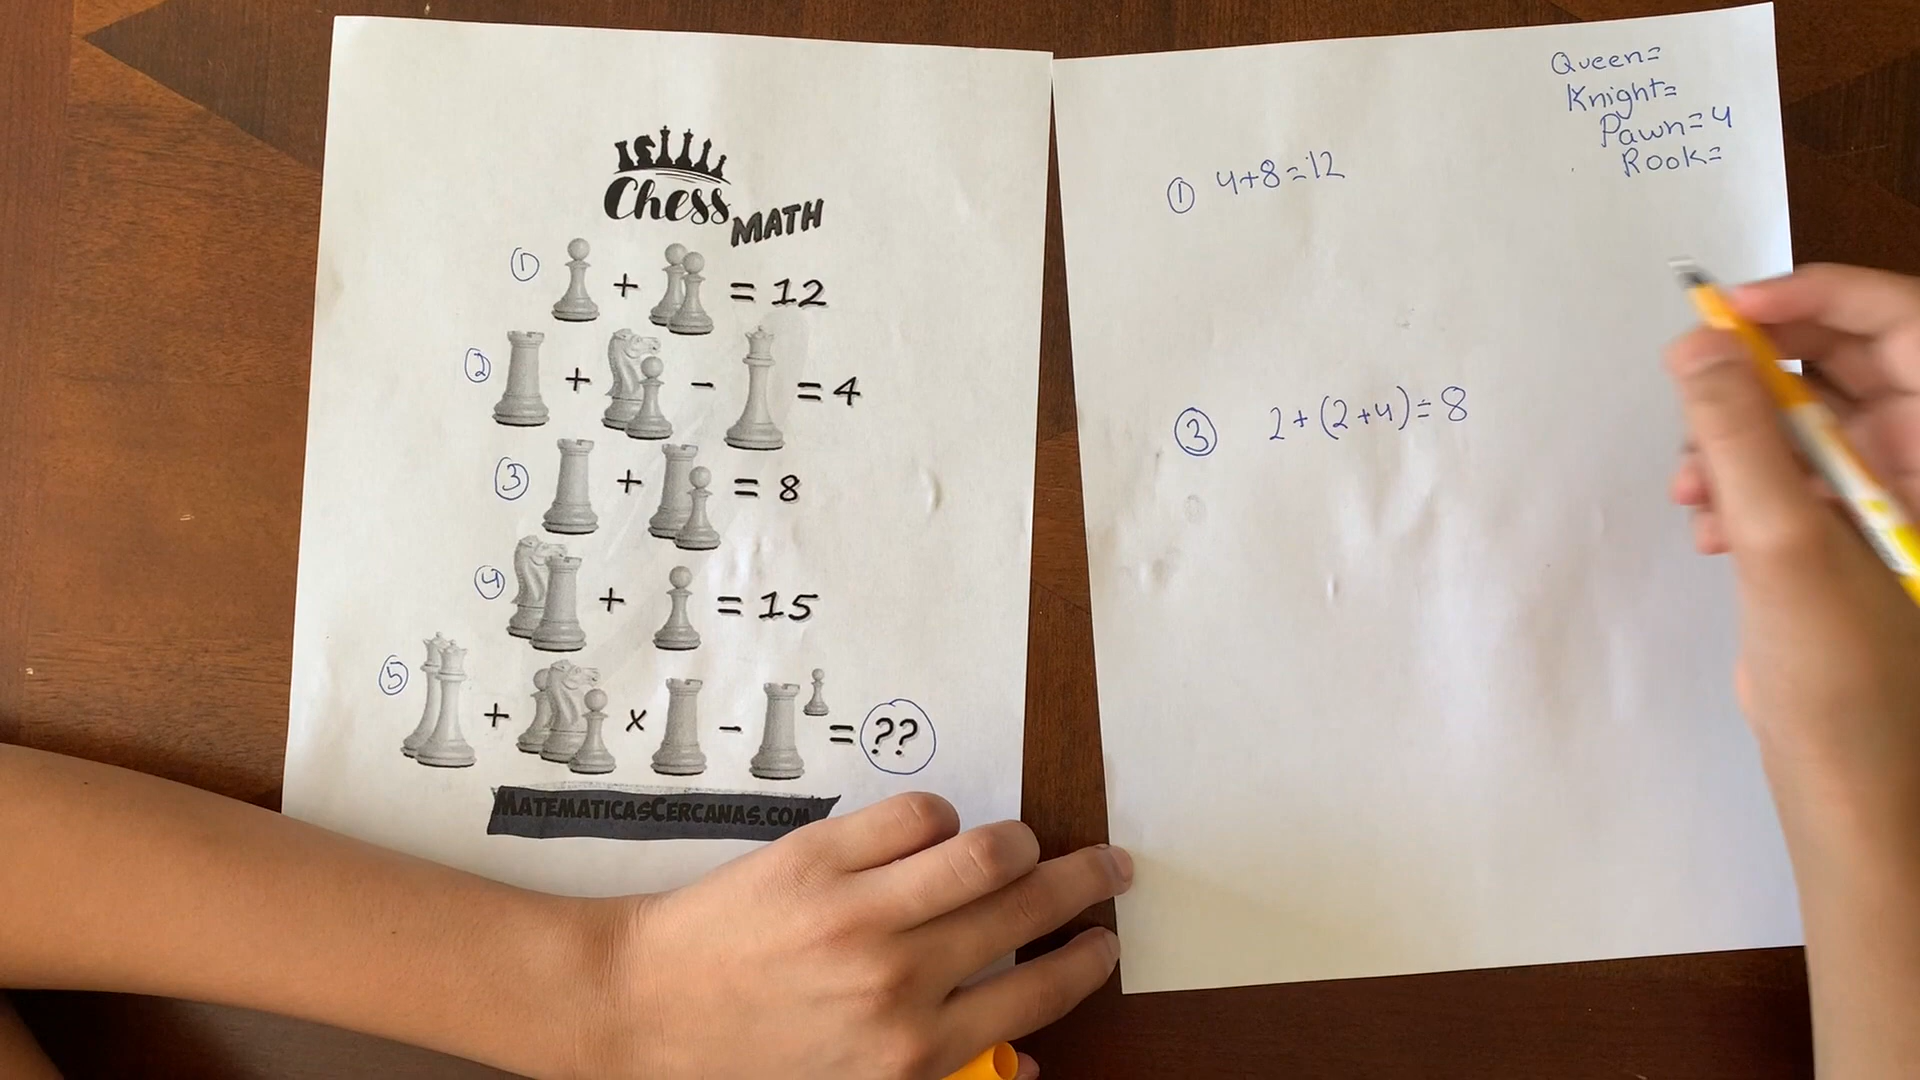 Chess MATH
① + = 12
② + - = 4
③ + = 8
④ + = 15
⑤ + x - = ??
MATEMATICASCERCANAS.COM
Queen=
Knight=
Pawn=4
Rook=
① 4+8=12
③ 2+(2+4)=8